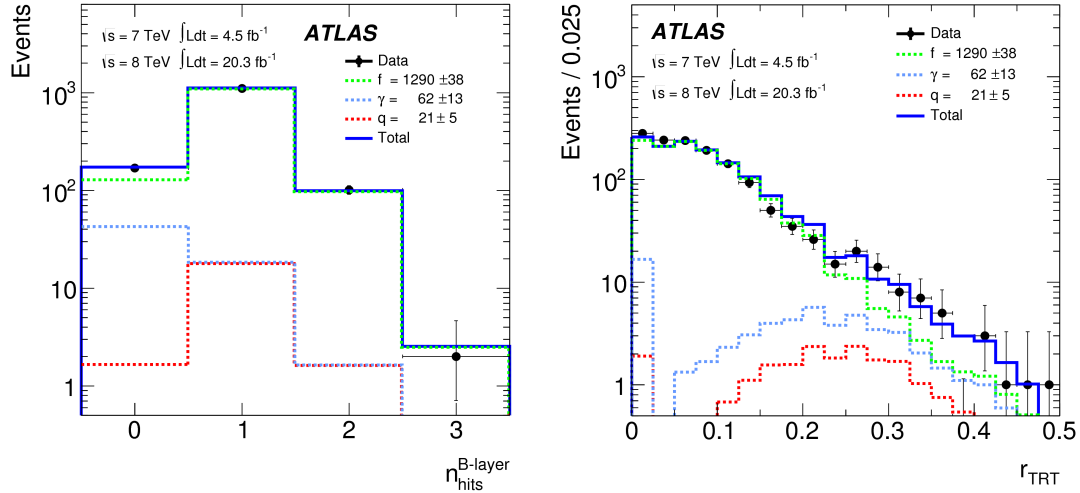 Events
ATLAS
√s = 7 TeV ∫Ldt = 4.5 fb⁻¹
√s = 8 TeV ∫Ldt = 20.3 fb⁻¹
Data
f = 1290 ±38
γ = 62 ±13
q = 21± 5
Total
10³
10²
10
1
0 1 2 3
n_hits^B-layer
Events / 0.025
ATLAS
√s = 7 TeV ∫Ldt = 4.5 fb⁻¹
√s = 8 TeV ∫Ldt = 20.3 fb⁻¹
Data
f = 1290 ±38
γ = 62 ±13
q = 21± 5
Total
10³
10²
10
1
0 0.1 0.2 0.3 0.4 0.5
r_TRT